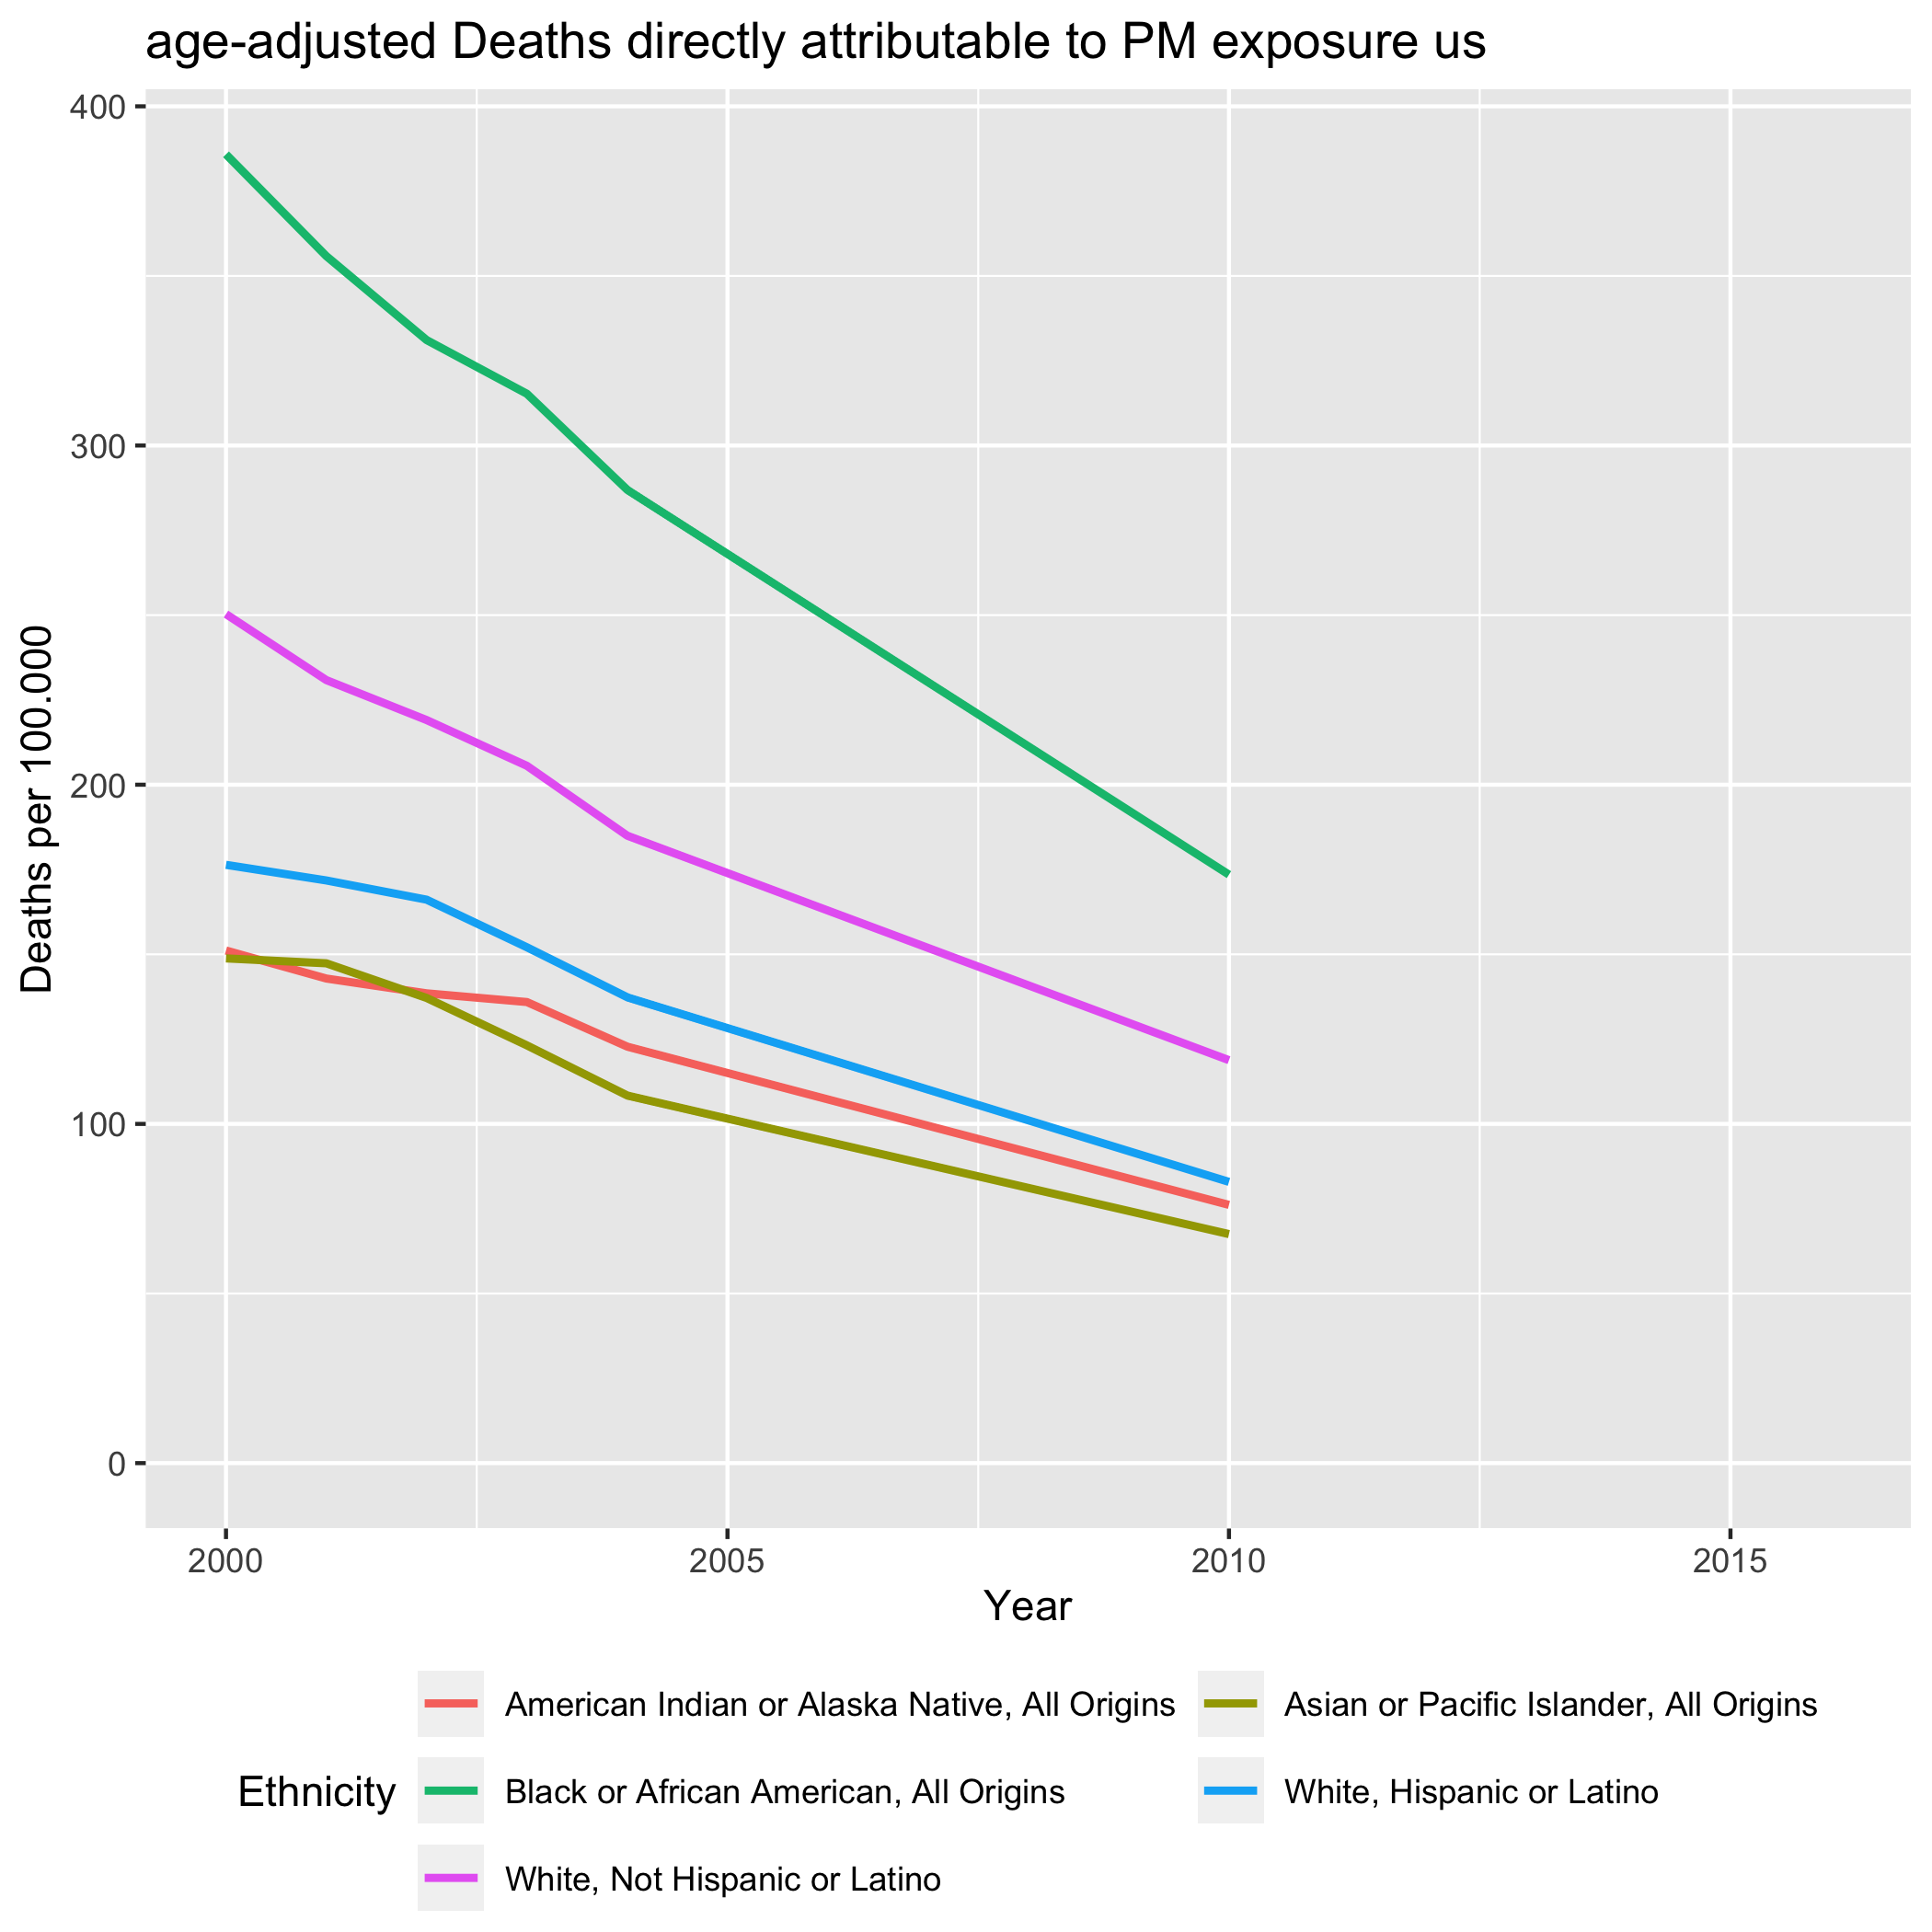 age-adjusted Deaths directly attributable to PM exposure us
400
300
200
100
0
Deaths per 100.000
2000 2005 2010 2015
Year
Ethnicity
American Indian or Alaska Native, All Origins
Asian or Pacific Islander, All Origins
Black or African American, All Origins
White, Hispanic or Latino
White, Not Hispanic or Latino